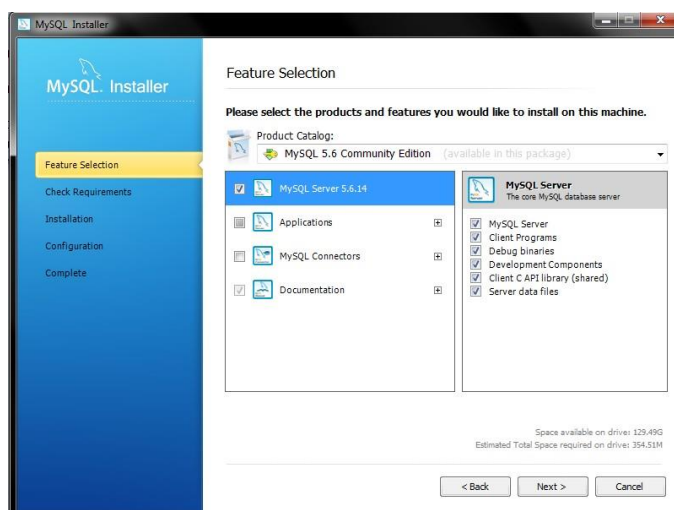 MySQL Installer
MySQL. Installer
Feature Selection
Check Requirements
Installation
Configuration
Complete
Feature Selection
Please select the products and features you would like to install on this machine.
Product Catalog:
MySQL 5.6 Community Edition (available in this package)
MySQL Server 5.6.14
Applications
MySQL Connectors
Documentation
MySQL Server
The core MySQL database server
MySQL Server
Client Programs
Debug binaries
Development Components
Client C API library (shared)
Server data files
Space available on drive: 129.49G
Estimated Total Space required on drive: 354.51M
< Back
Next >
Cancel